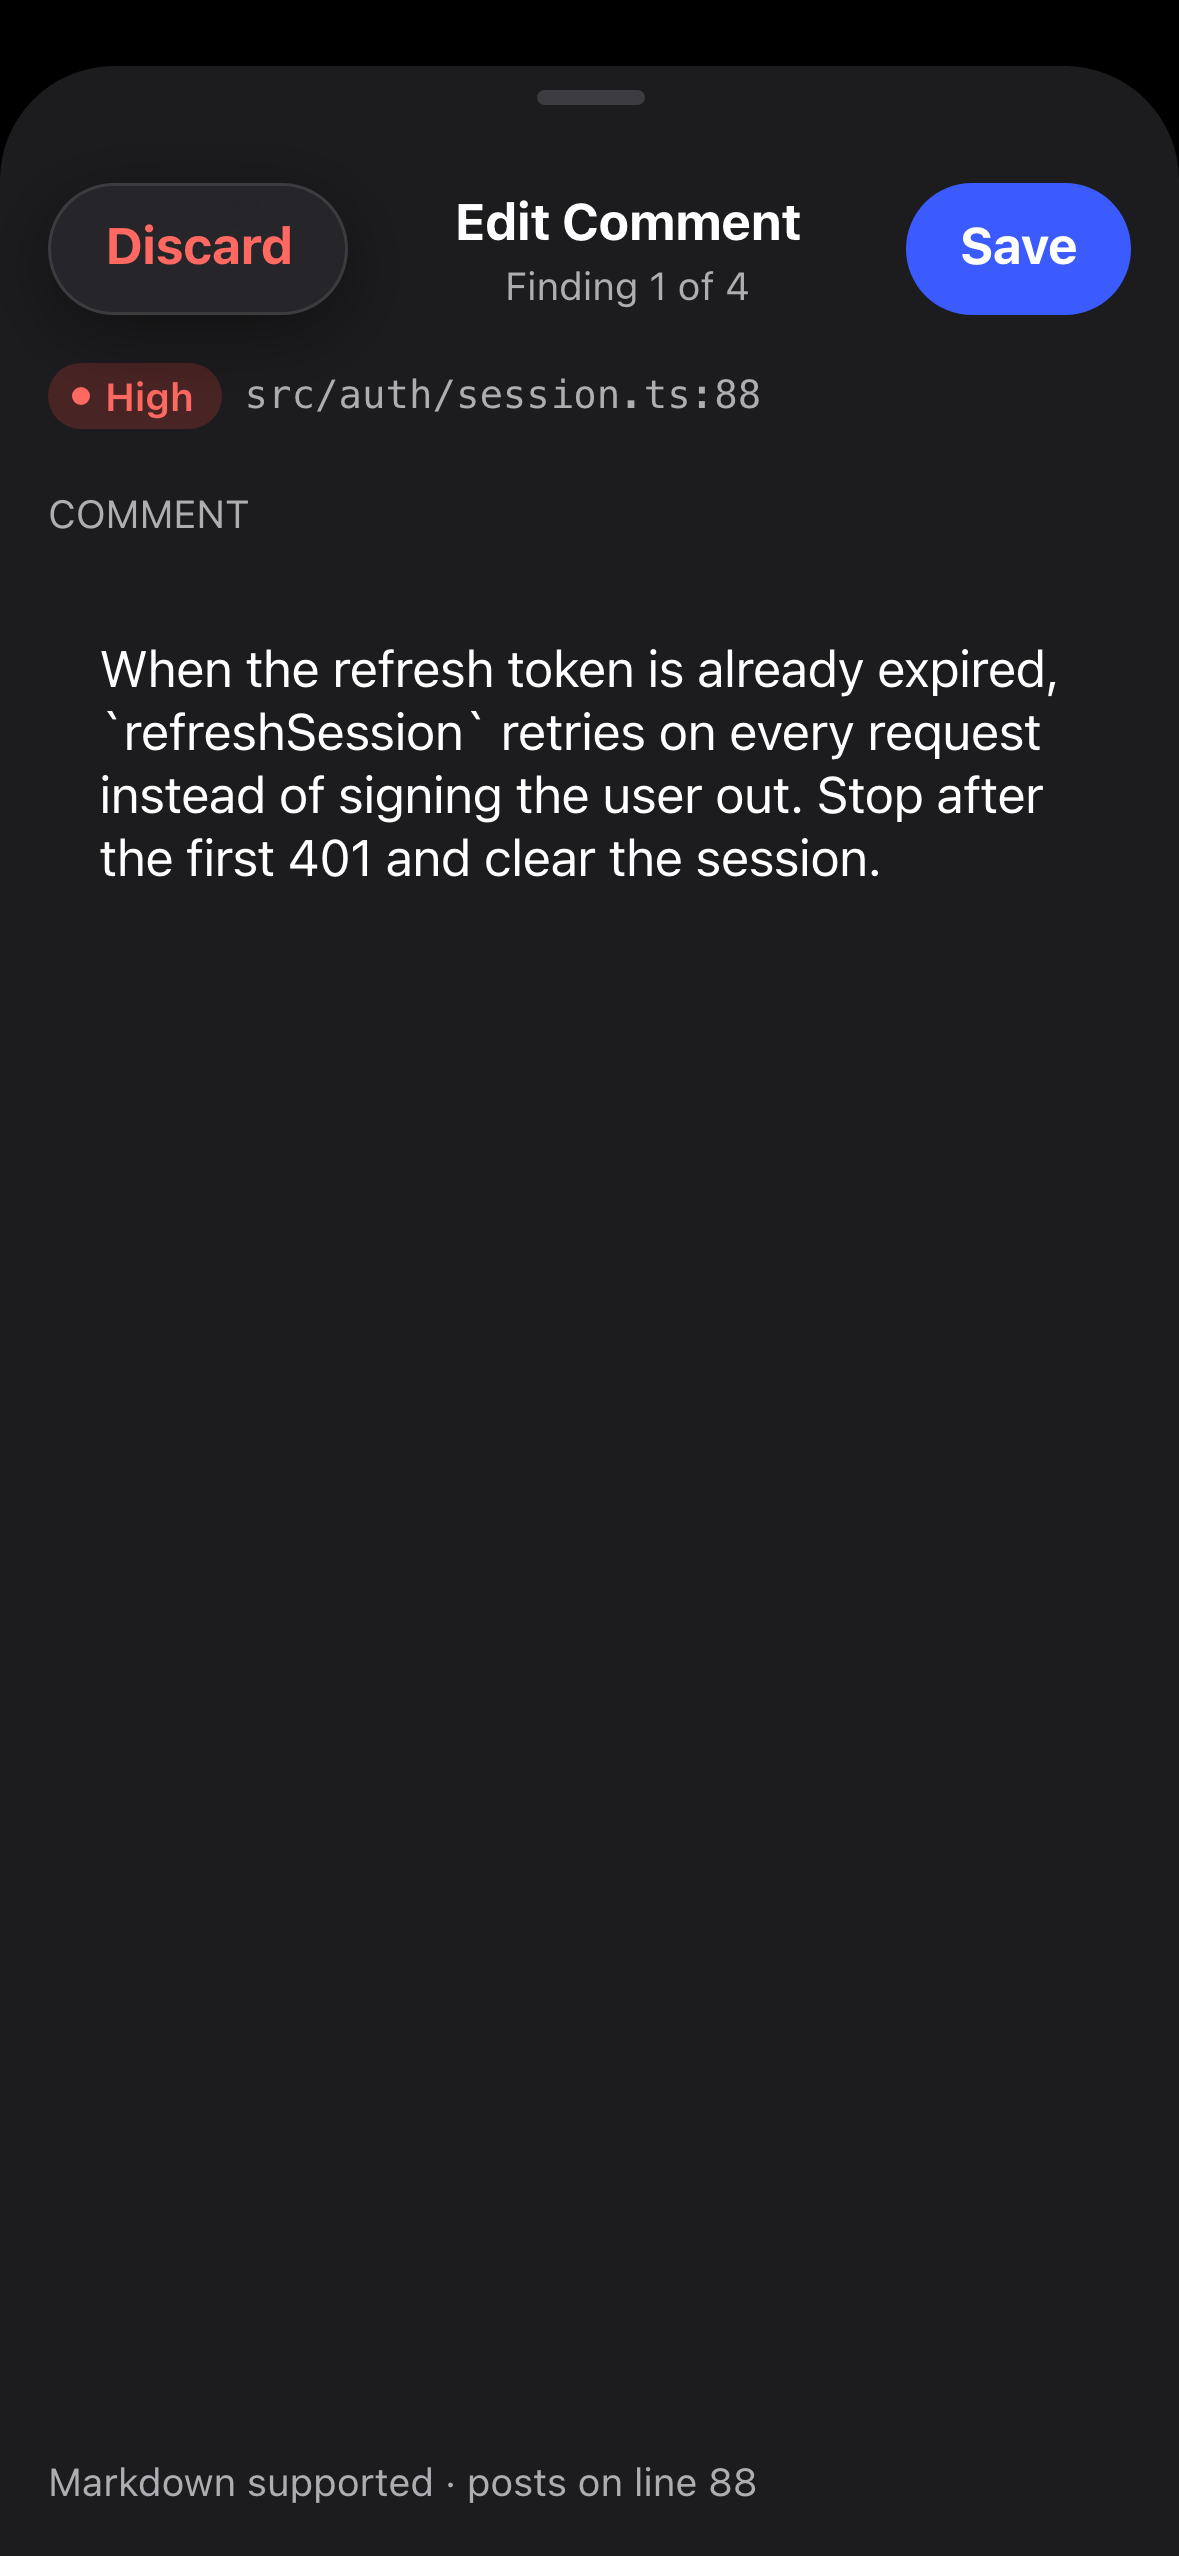 Discard
Edit Comment
Save
Finding 1 of 4
High
src/auth/session.ts:88
COMMENT
When the refresh token is already expired,
`refreshSession` retries on every request
instead of signing the user out. Stop after
the first 401 and clear the session.
Markdown supported · posts on line 88